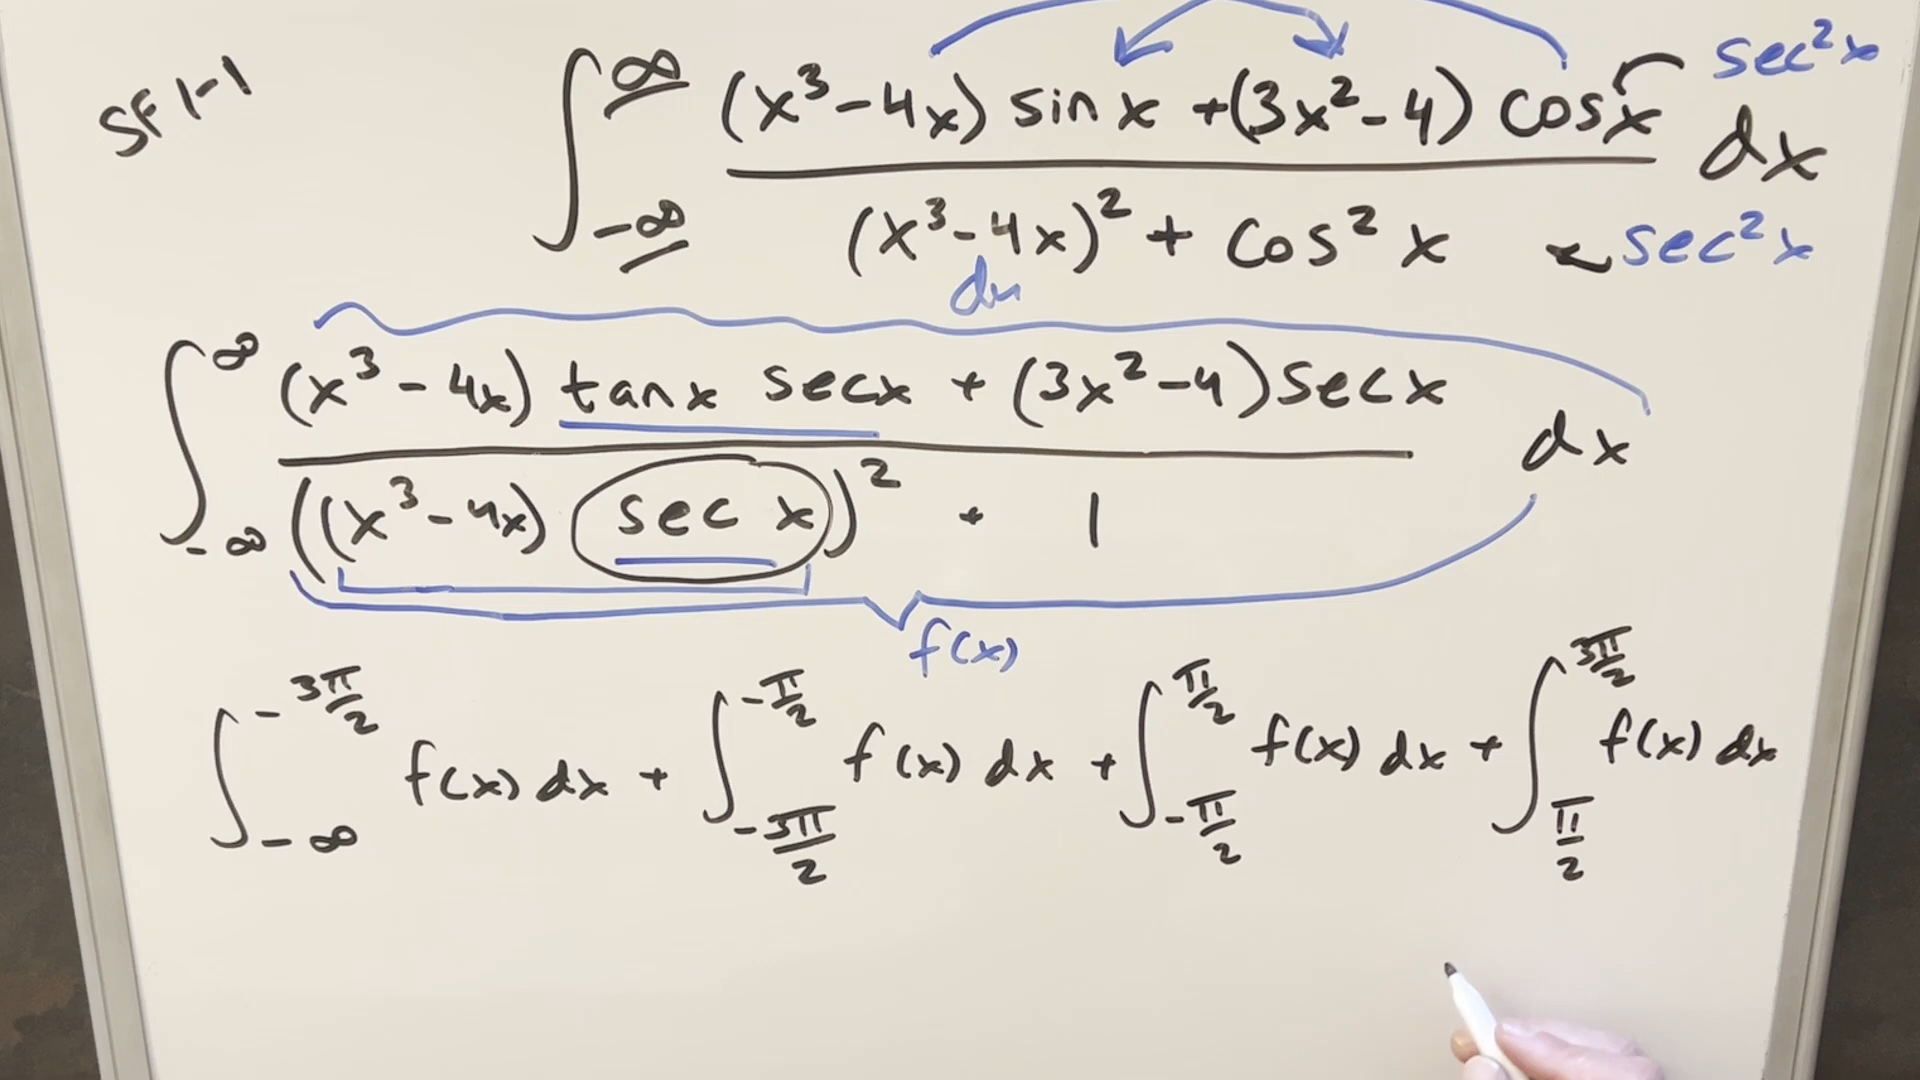 SF 1-1
∫_{-∞}^{∞} ((x³-4x) sin x + (3x²-4) cos x) / ((x³-4x)² + cos² x) dx
sec²x
sec²x
du
∫_{-∞}^{∞} ((x³-4x) tan x sec x + (3x²-4) sec x) / (((x³-4x) sec x)² + 1) dx
f(x)
∫_{-∞}^{-3π/2} f(x) dx + ∫_{-3π/2}^{-π/2} f(x) dx + ∫_{-π/2}^{π/2} f(x) dx + ∫_{π/2}^{3π/2} f(x) dx